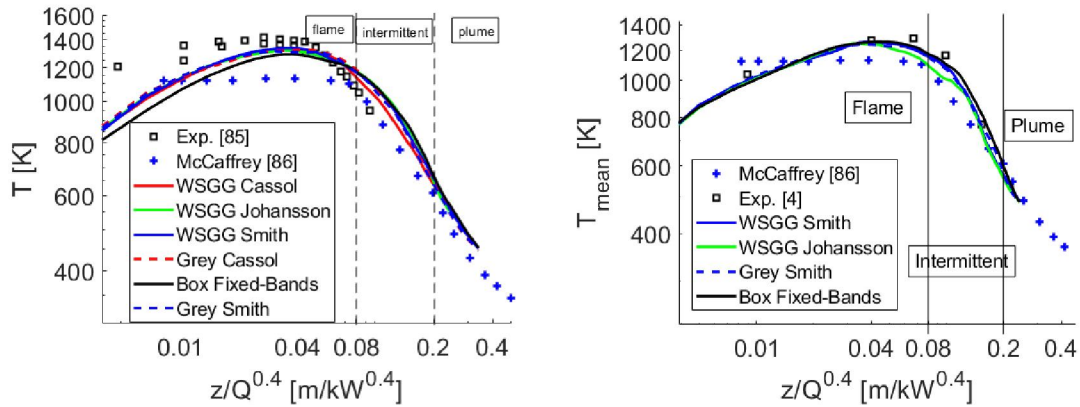 1600
1400
1200
1000
800
600
400
T [K]
flame
intermittent
plume
Exp. [85]
McCaffrey [86]
WSGG Cassol
WSGG Johansson
WSGG Smith
Grey Cassol
Box Fixed-Bands
Grey Smith
0.01
0.04
0.08
0.2
0.4
z/Q^0.4 [m/kW^0.4]
1400
1200
1000
800
600
400
T_mean [K]
Flame
Plume
Intermittent
McCaffrey [86]
Exp. [4]
WSGG Smith
WSGG Johansson
Grey Smith
Box Fixed-Bands
0.01
0.04
0.08
0.2
0.4
z/Q^0.4 [m/kW^0.4]